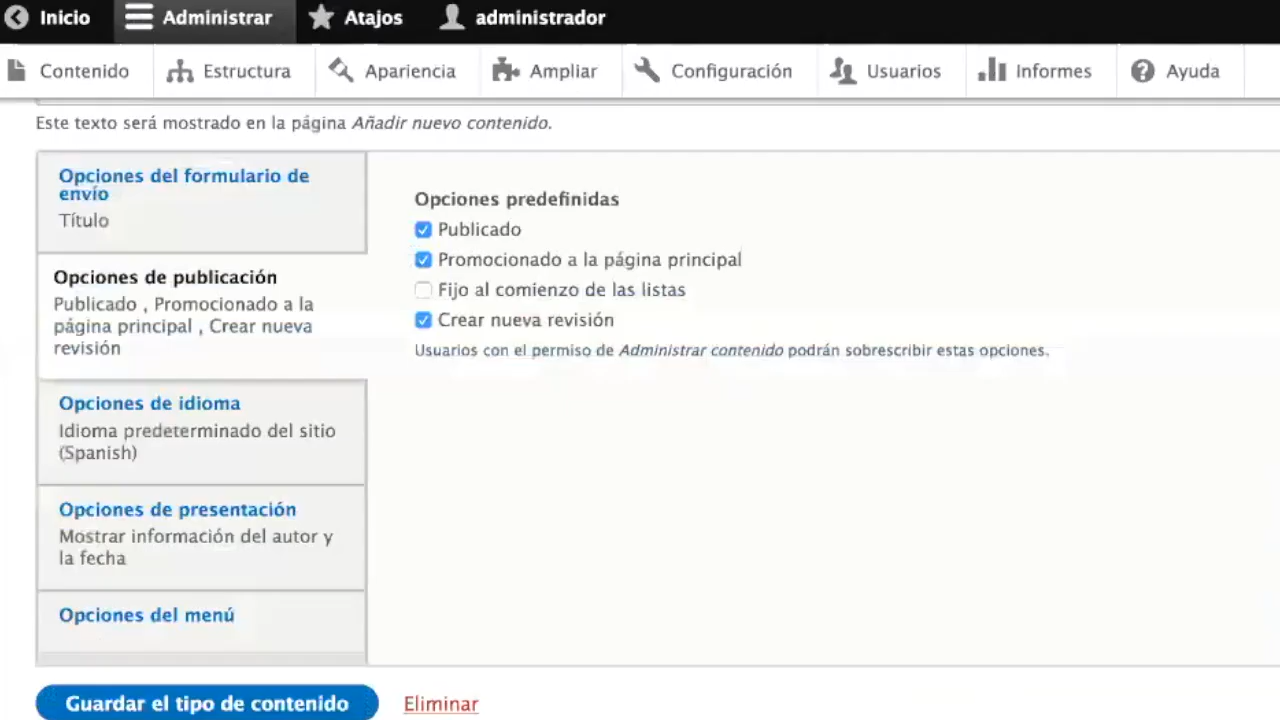 Inicio Administrar Atajos administrador
Contenido Estructura Apariencia Ampliar Configuración Usuarios Informes Ayuda
Este texto será mostrado en la página Añadir nuevo contenido.
Opciones del formulario de
envío
Título
Opciones de publicación
Publicado , Promocionado a la
página principal , Crear nueva
revisión
Opciones de idioma
Idioma predeterminado del sitio
(Spanish)
Opciones de presentación
Mostrar información del autor y
la fecha
Opciones del menú
Opciones predefinidas
Publicado
Promocionado a la página principal
Fijo al comienzo de las listas
Crear nueva revisión
Usuarios con el permiso de Administrar contenido podrán sobrescribir estas opciones.
Guardar el tipo de contenido Eliminar